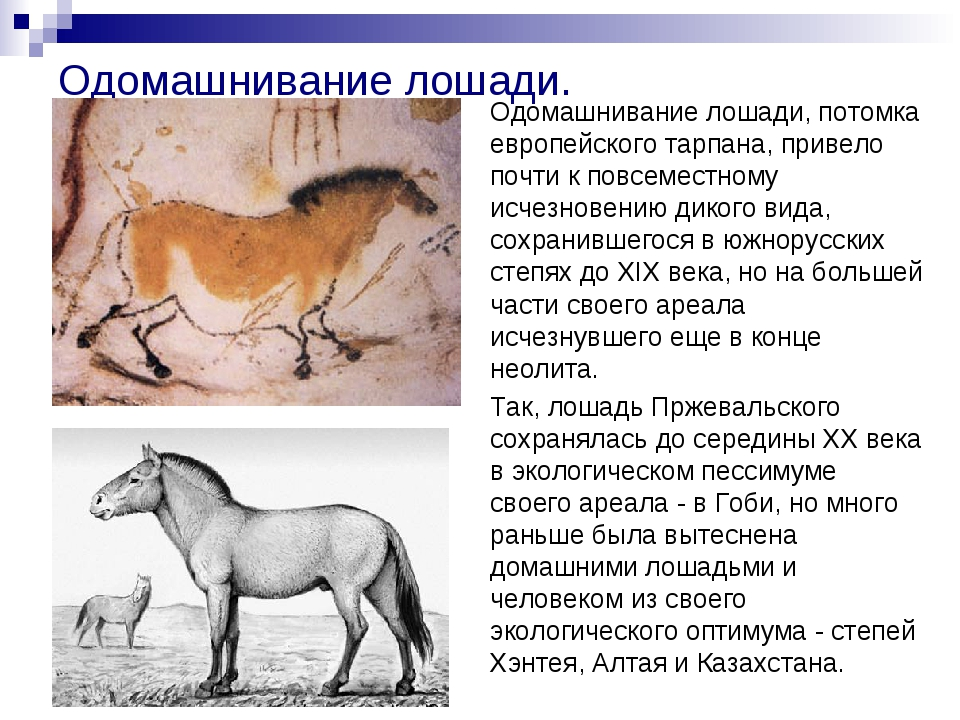 Одомашнивание лошади.
Одомашнивание лошади, потомка
европейского тарпана, привело
почти к повсеместному
исчезновению дикого вида,
сохранившегося в южнорусских
степях до XIX века, но на большей
части своего ареала
исчезнувшего еще в конце
неолита.
Так, лошадь Пржевальского
сохранялась до середины XX века
в экологическом пессимуме
своего ареала - в Гоби, но много
раньше была вытеснена
домашними лошадьми и
человеком из своего
экологического оптимума - степей
Хэнтея, Алтая и Казахстана.